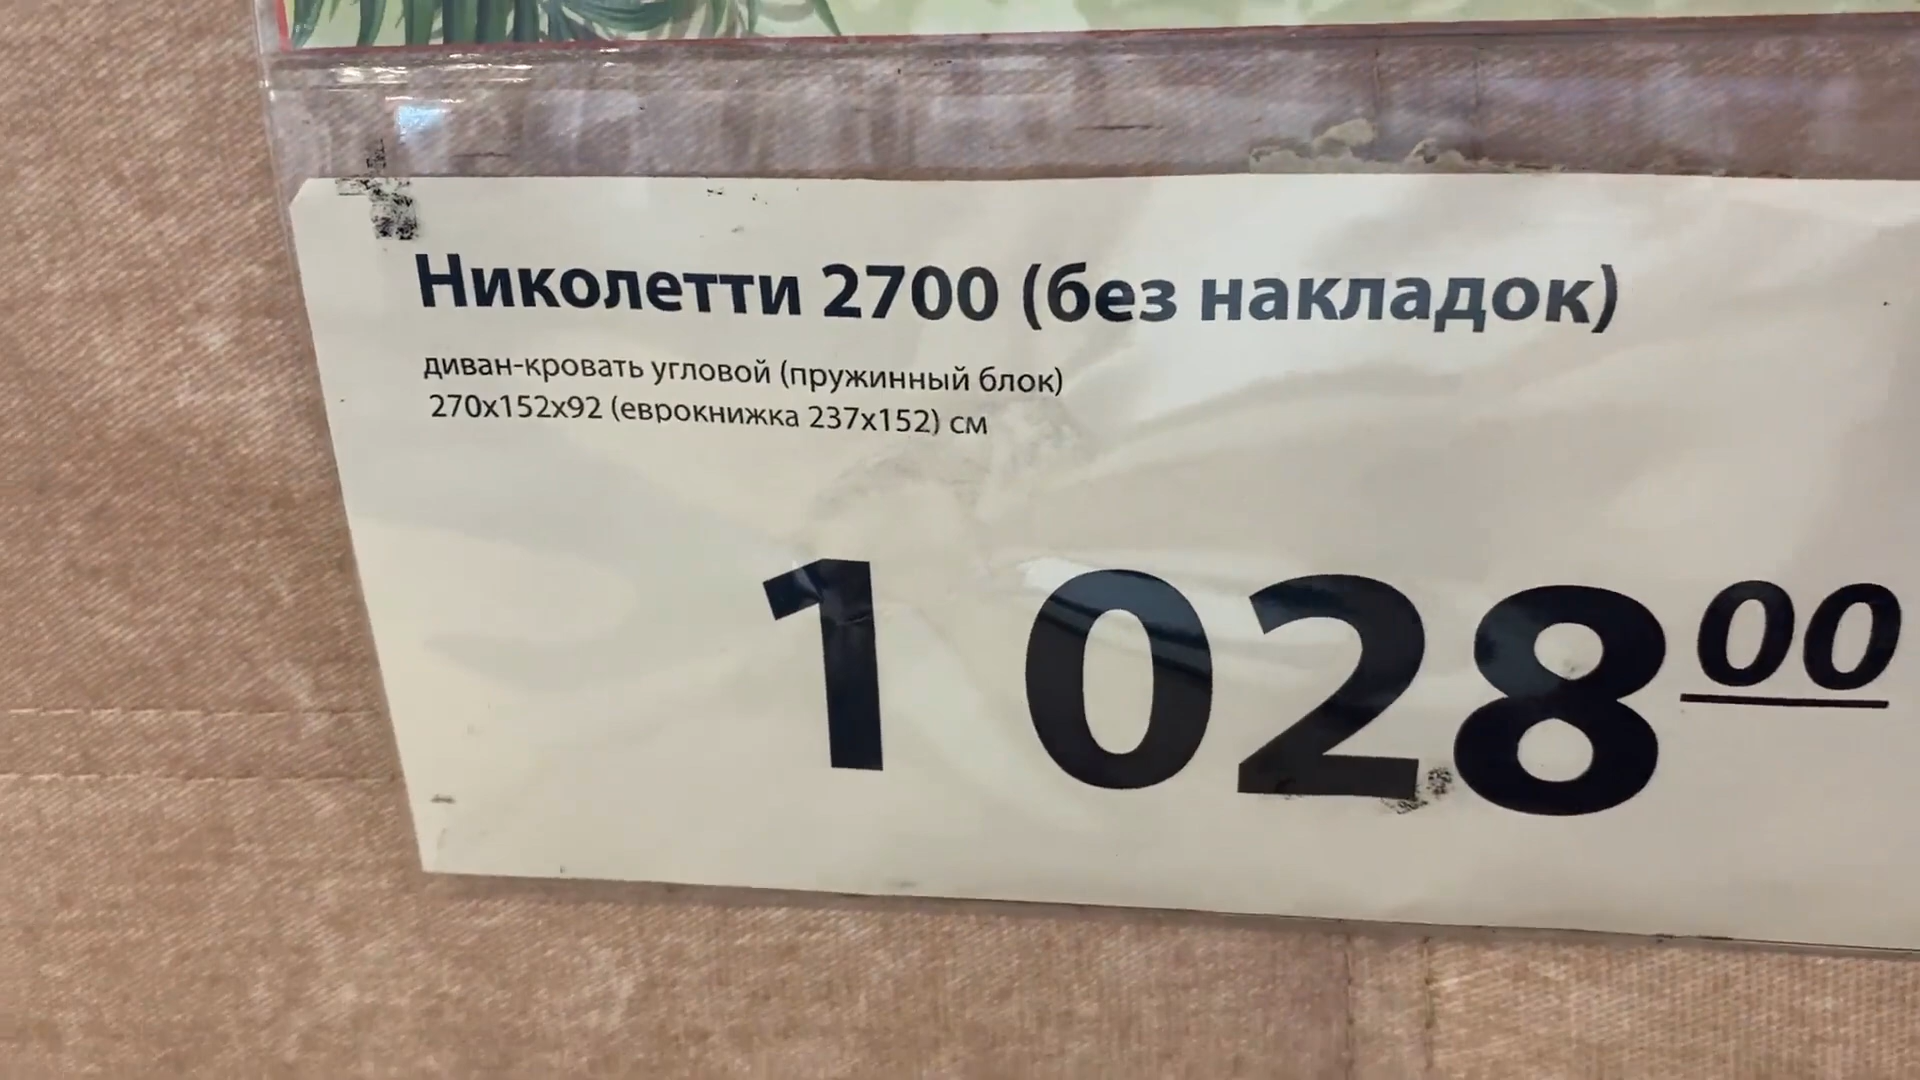 Николетти 2700 (без накладок)
диван-кровать угловой (пружинный блок)
270х152х92 (еврокнижка 237х152) см
1 028 00